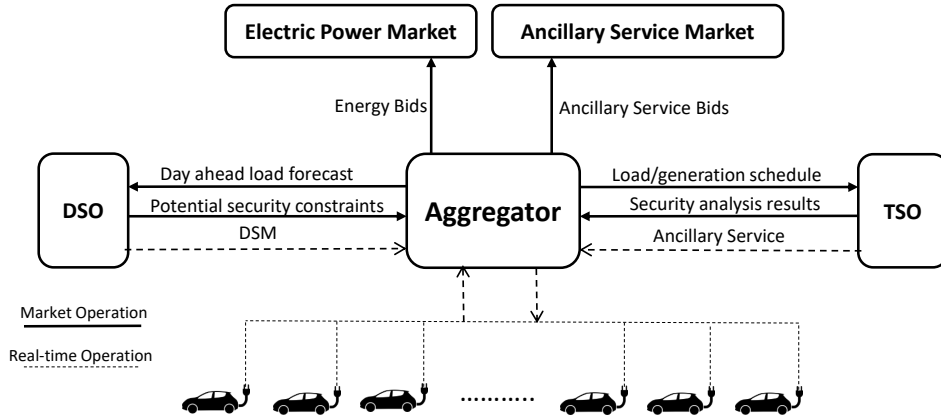 Electric Power Market
Ancillary Service Market
Energy Bids
Ancillary Service Bids
Day ahead load forecast
Load/generation schedule
DSO
Potential security constraints
Aggregator
Security analysis results
TSO
DSM
Ancillary Service
Market Operation
Real-time Operation